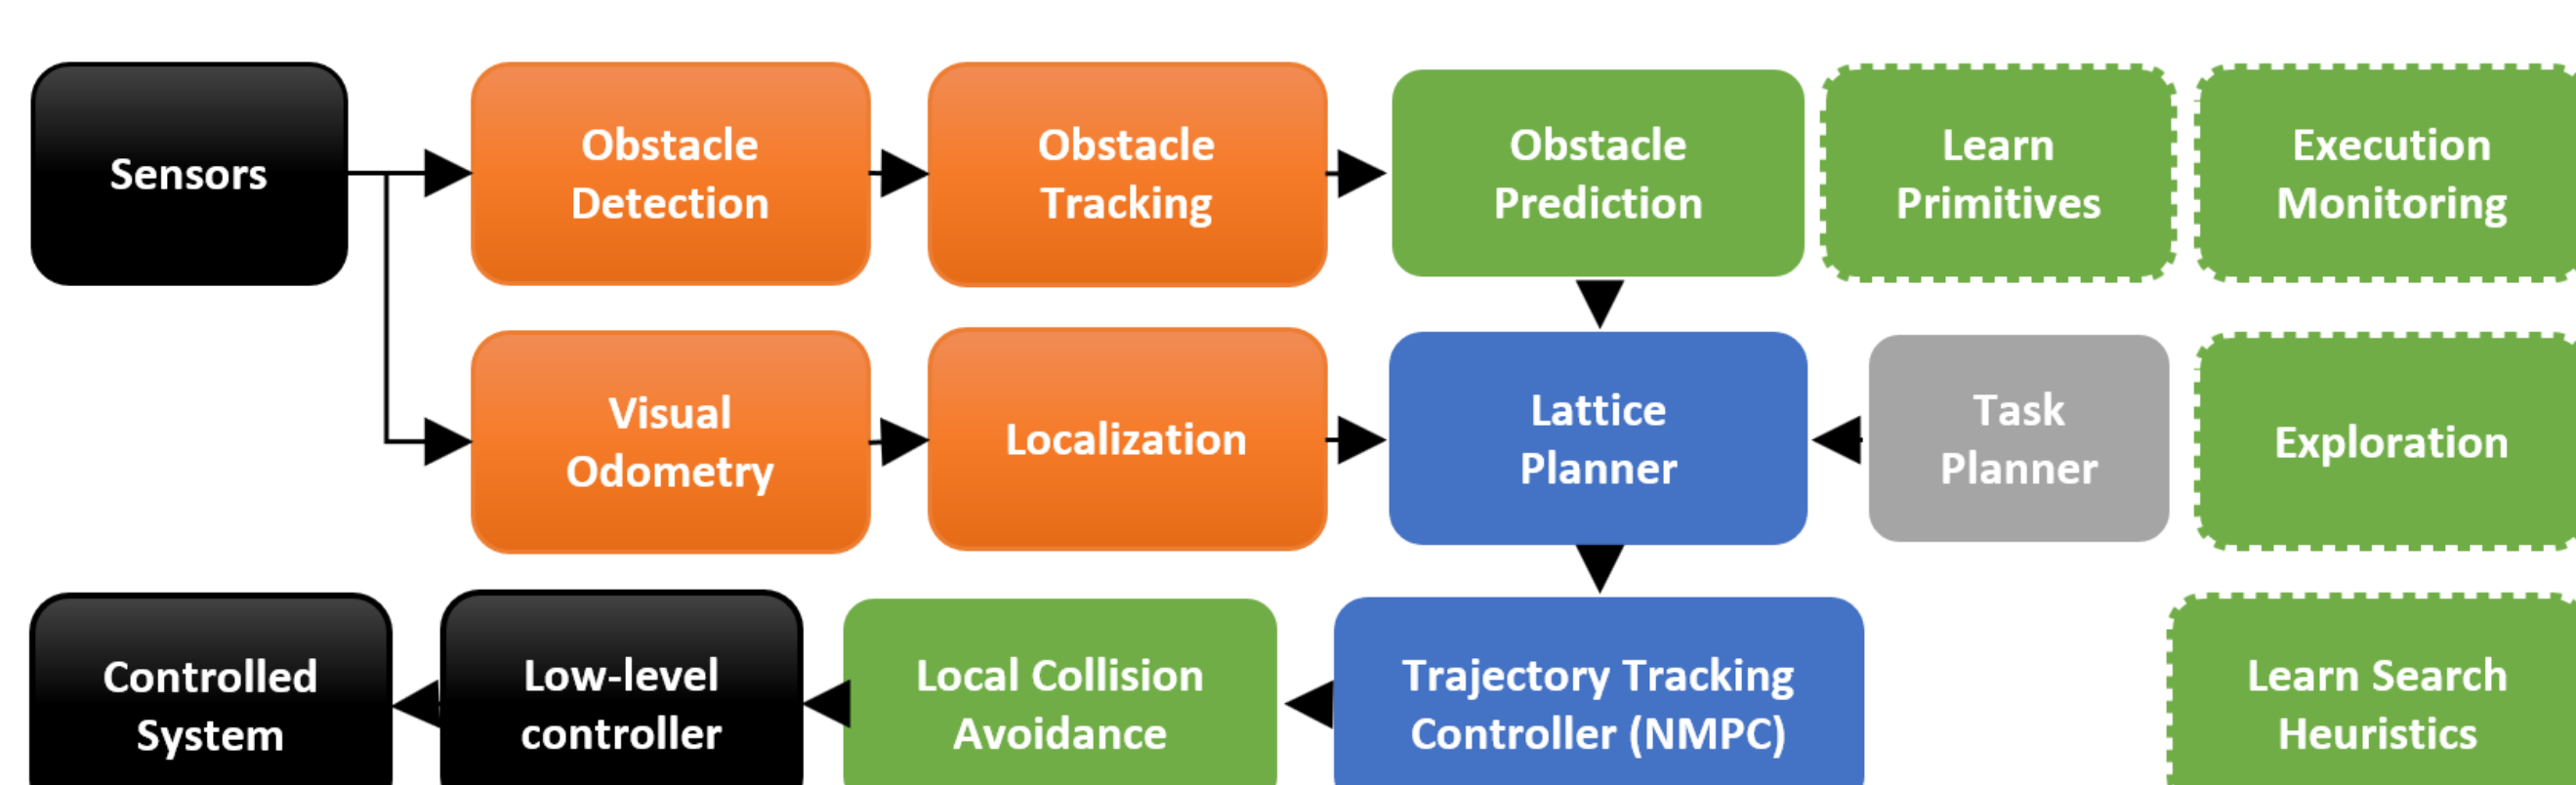 Sensors
Obstacle
Detection
Obstacle
Tracking
Obstacle
Prediction
Learn
Primitives
Execution
Monitoring
Visual
Odometry
Localization
Lattice
Planner
Task
Planner
Exploration
Controlled
System
Low-level
controller
Local Collision
Avoidance
Trajectory Tracking
Controller (NMPC)
Learn Search
Heuristics